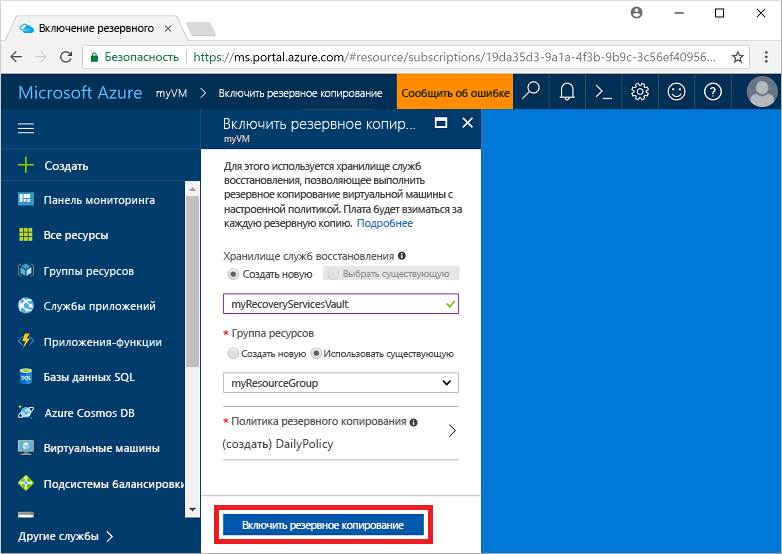 Включение резервного
Безопасность https://ms.portal.azure.com/#resource/subscriptions/19da35d3-9a1a-4f3b-9b9c-3c56ef40956...
Microsoft Azure myVM Включить резервное копирование Сообщить об ошибке
Включить резервное копир...
myVM
Создать
Панель мониторинга
Все ресурсы
Группы ресурсов
Службы приложений
Приложения-функции
Базы данных SQL
Azure Cosmos DB
Виртуальные машины
Подсистемы балансировки
Другие службы
Для этого используется хранилище служб
восстановления, позволяющее выполнить
резервное копирование виртуальной машины с
настроенной политикой. Плата будет взиматься за
каждую резервную копию. Подробнее
Хранилище служб восстановления
Создать новую Выбрать существующую
myRecoveryServicesVault
* Группа ресурсов
Создать новую Использовать существующую
myResourceGroup
* Политика резервного копирования
(создать) DailyPolicy
Включить резервное копирование